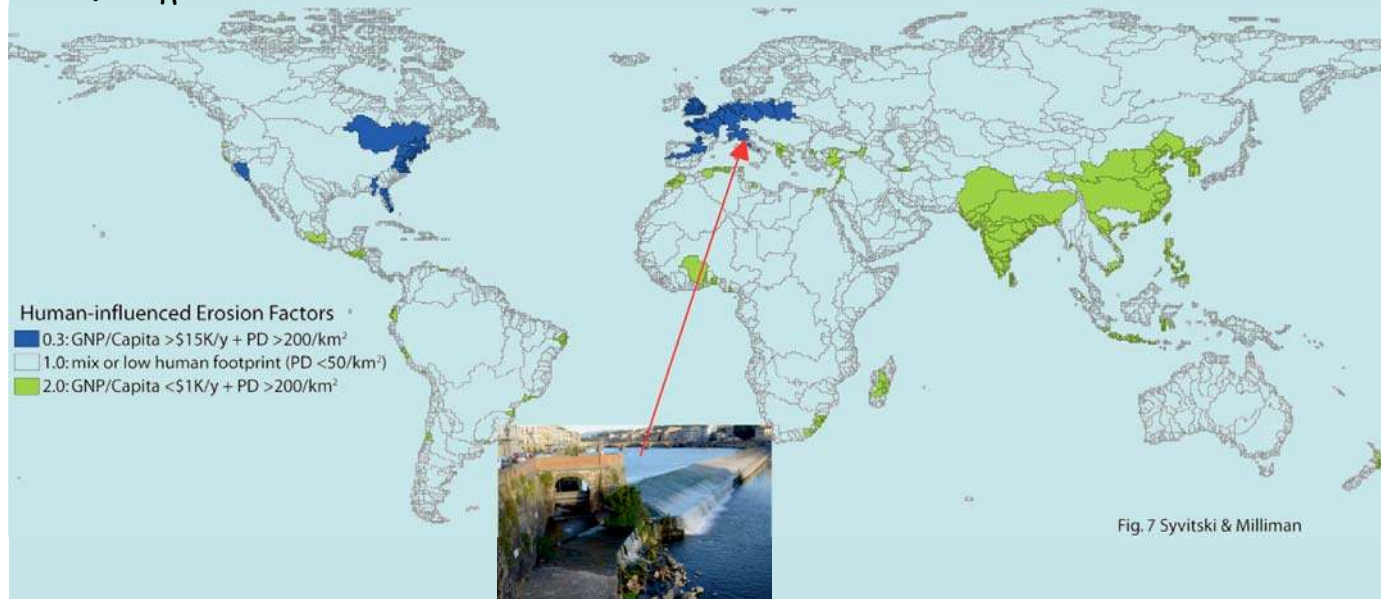 Human-influenced Erosion Factors
0.3: GNP/Capita >$15K/y + PD >200/km²
1.0: mix or low human footprint (PD <50/km²)
2.0: GNP/Capita <$1K/y + PD >200/km²
Fig. 7 Syvitski & Milliman